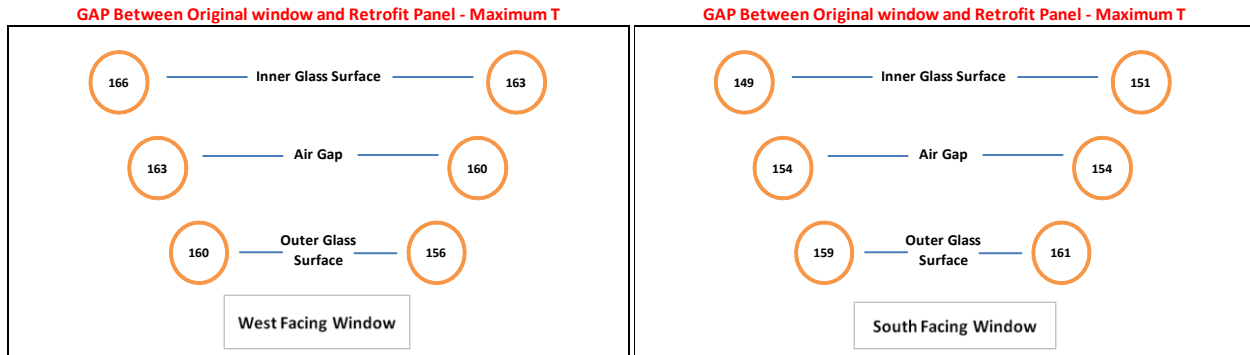 GAP Between Original window and Retrofit Panel - Maximum T
166
Inner Glass Surface
163
163
Air Gap
160
160
Outer Glass
Surface
156
West Facing Window
GAP Between Original window and Retrofit Panel - Maximum T
149
Inner Glass Surface
151
154
Air Gap
154
159
Outer Glass
Surface
161
South Facing Window